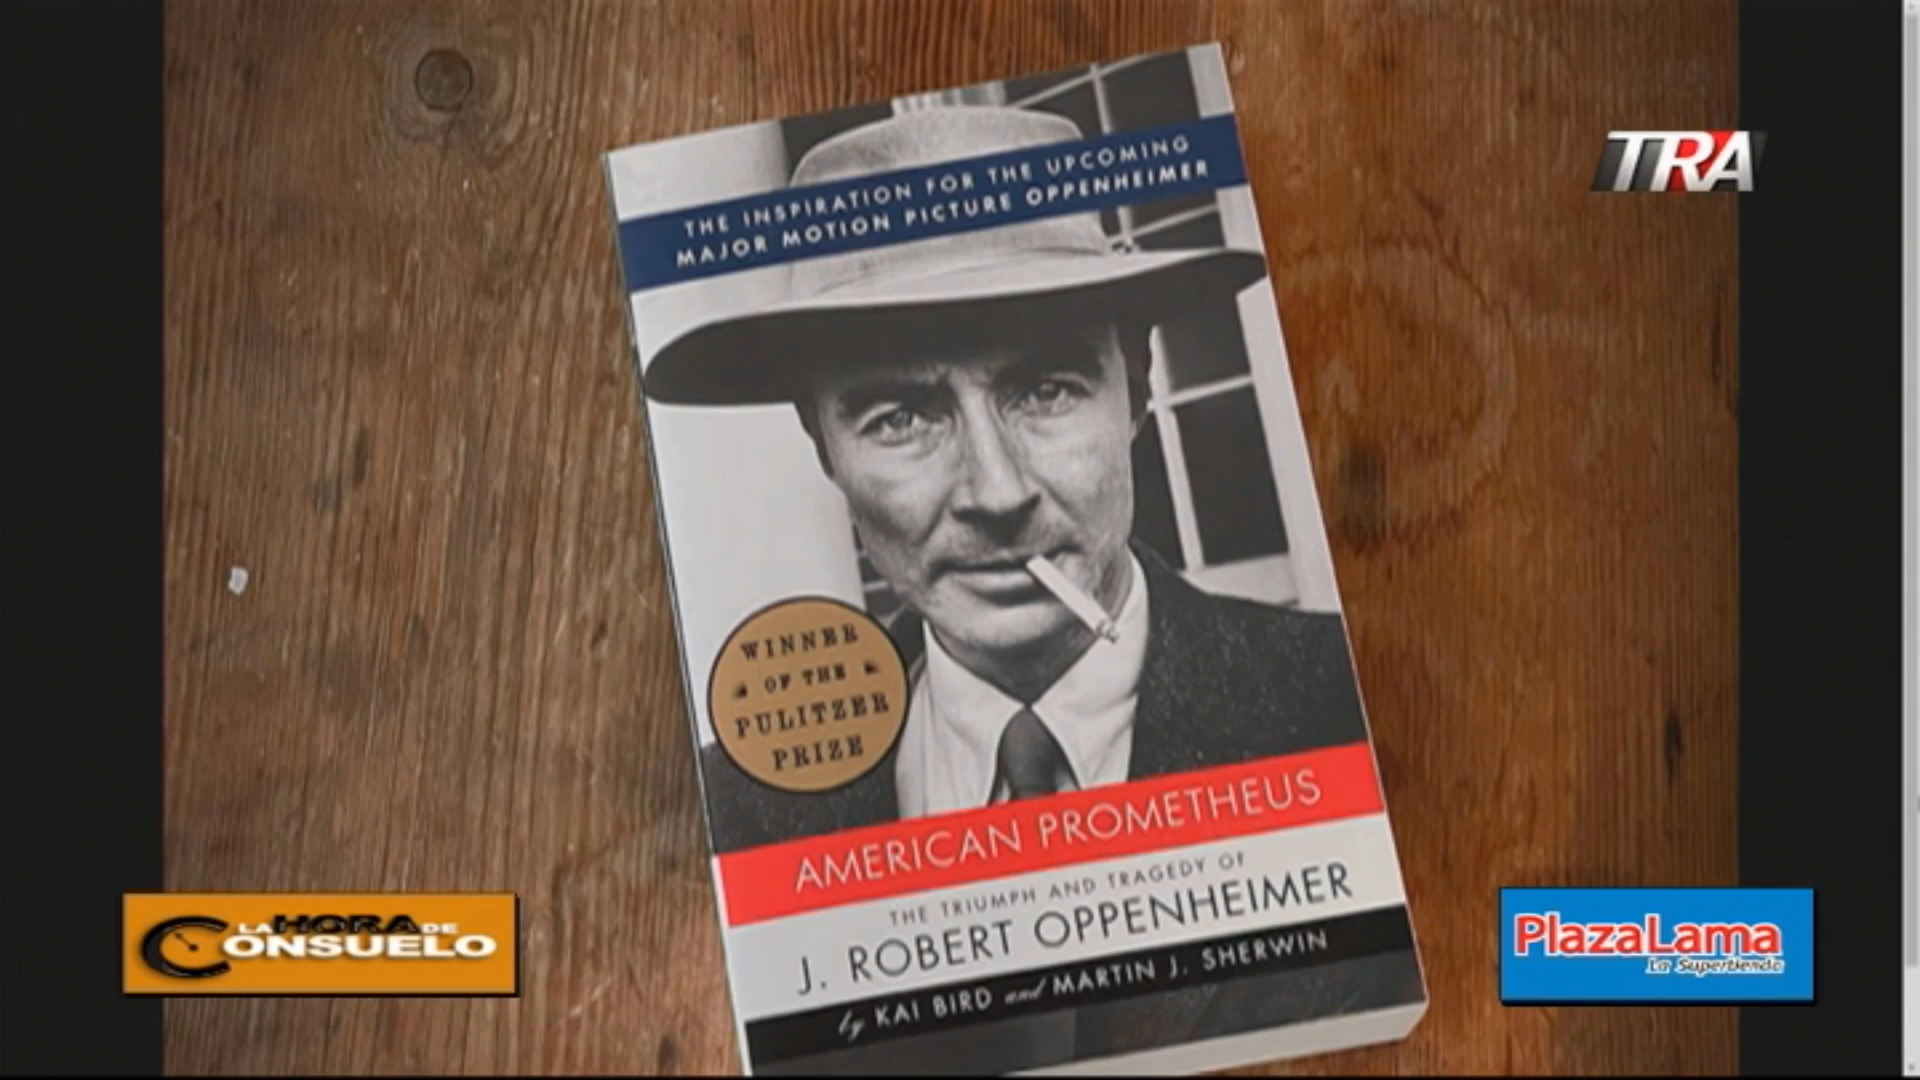 THE INSPIRATION FOR THE UPCOMING
MAJOR MOTION PICTURE OPPENHEIMER
TRA
WINNER
OF THE
PULITZER
PRIZE
AMERICAN PROMETHEUS
THE TRIUMPH AND TRAGEDY OF
J. ROBERT OPPENHEIMER
by KAI BIRD and MARTIN J. SHERWIN
LA HORA DE
CONSUELO
PlazaLama
La Supertienda